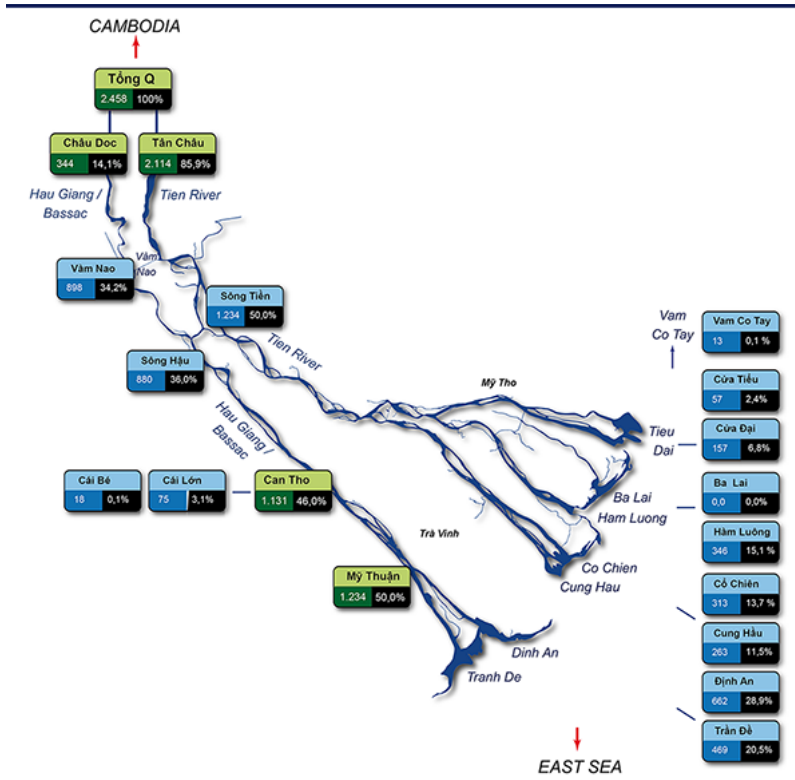 CAMBODIA
Tổng Q
2.458 100%
Châu Doc
344 14,1%
Tân Châu
2.114 85,9%
Hau Giang /
Bassac
Tien River
Vàm
Nao
Vàm Nao
898 34,2%
Sông Tiền
1.234 50,0%
Tien River
Sông Hậu
880 36,0%
Hau Giang /
Bassac
Mỹ Tho
Vam
Co Tay
Vam Co Tay
13 0,1 %
Cửa Tiểu
57 2,4%
Tieu
Dai
Cửa Đại
157 6,8%
Cái Bé
18 0,1%
Cái Lớn
75 3,1%
Can Tho
1.131 46,0%
Ba Lai
Ham Luong
Ba Lai
0,0 0,0%
Trà Vinh
Hàm Luông
346 15,1 %
Co Chien
Cung Hau
Cổ Chiên
313 13,7 %
Mỹ Thuận
1.234 50,0%
Cung Hầu
263 11,5%
Dinh An
Tranh De
Định An
662 28,9%
Trần Đề
469 20,5%
EAST SEA